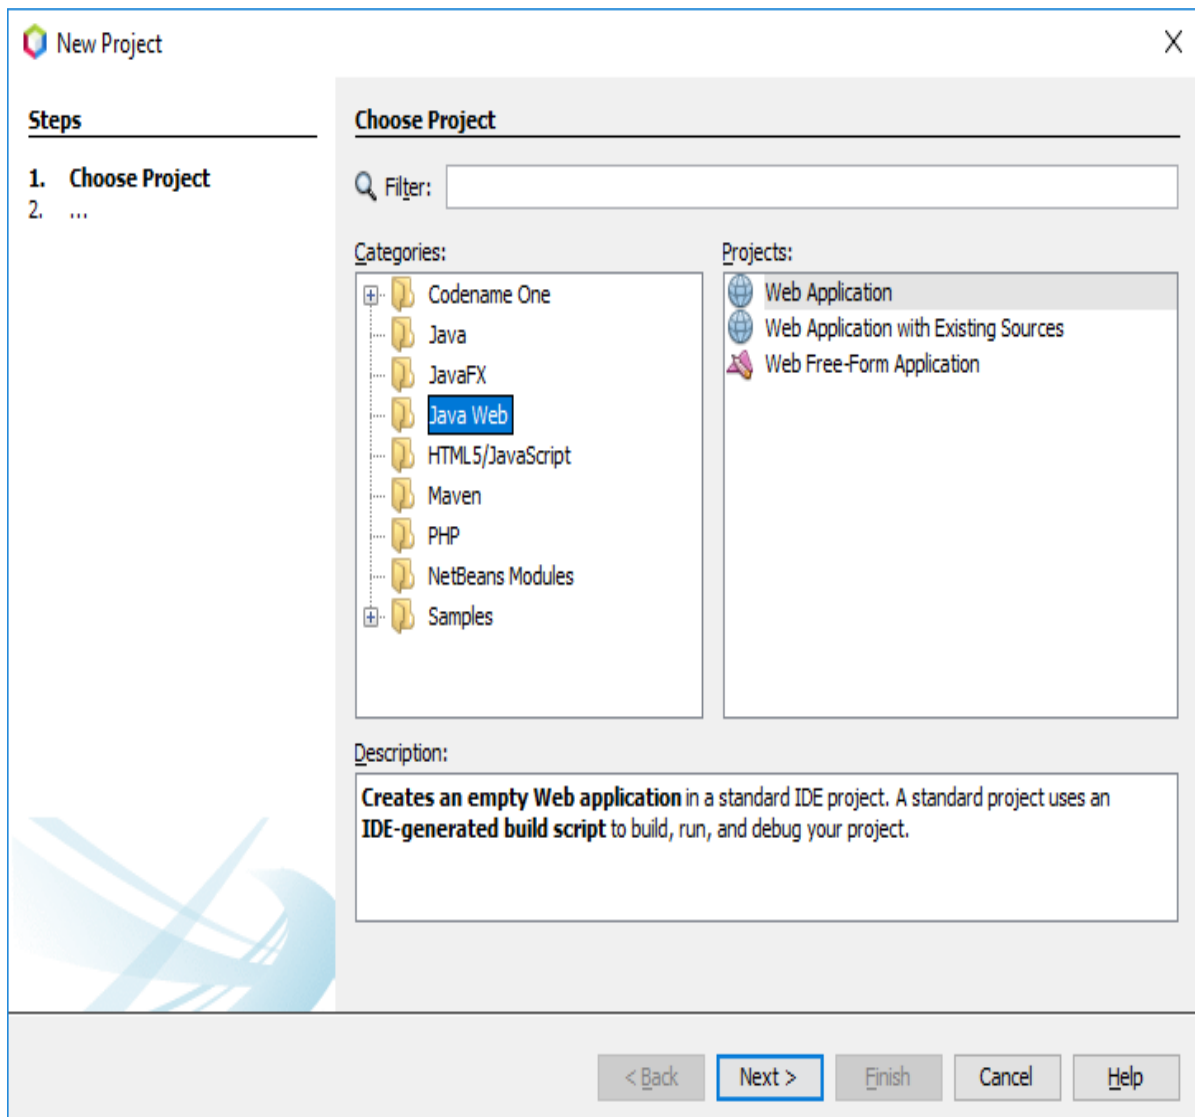 New Project
Steps
1. Choose Project
2. ...
Choose Project
Filter:
Categories:
Codename One
Java
JavaFX
Java Web
HTML5/JavaScript
Maven
PHP
NetBeans Modules
Samples
Projects:
Web Application
Web Application with Existing Sources
Web Free-Form Application
Description:
Creates an empty Web application in a standard IDE project. A standard project uses an
IDE-generated build script to build, run, and debug your project.
< Back
Next >
Finish
Cancel
Help